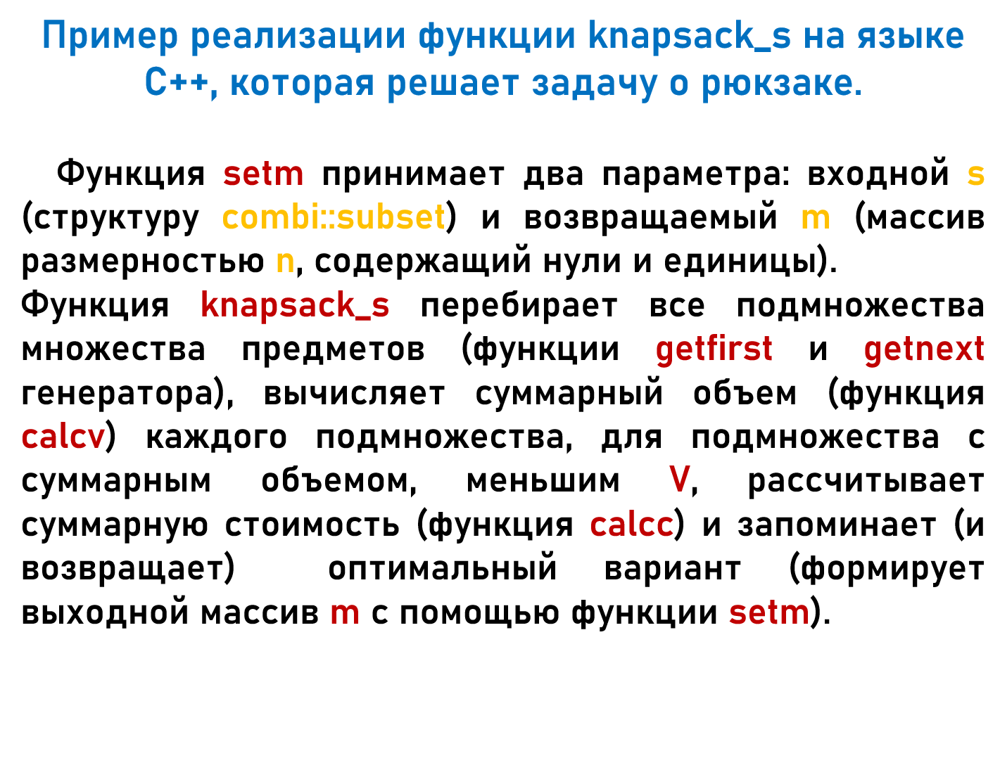 Пример реализации функции knapsack_s на языке
C++, которая решает задачу о рюкзаке.
Функция setm принимает два параметра: входной s
(структуру combi::subset) и возвращаемый m (массив
размерностью n, содержащий нули и единицы).
Функция knapsack_s перебирает все подмножества
множества предметов (функции getfirst и getnext
генератора), вычисляет суммарный объем (функция
calcv) каждого подмножества, для подмножества с
суммарным объемом, меньшим V, рассчитывает
суммарную стоимость (функция calcc) и запоминает (и
возвращает) оптимальный вариант (формирует
выходной массив m с помощью функции setm).